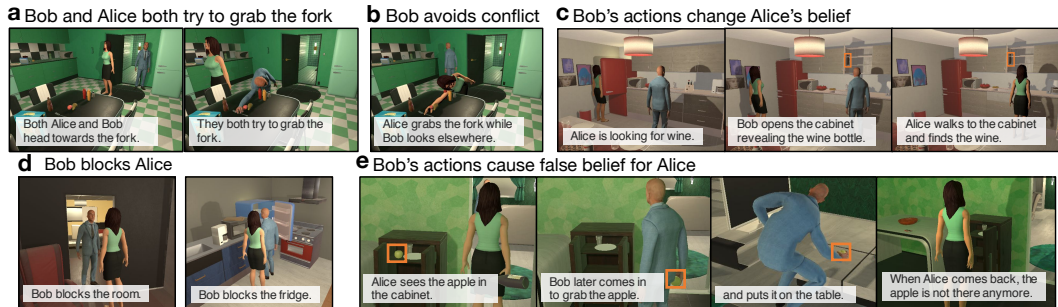 a Bob and Alice both try to grab the fork
Both Alice and Bob
head towards the fork.
They both try to grab the
fork.
b Bob avoids conflict
Alice grabs the fork while
Bob looks elsewhere.
c Bob's actions change Alice's belief
Alice is looking for wine.
Bob opens the cabinet
revealing the wine bottle.
Alice walks to the cabinet
and finds the wine.
d Bob blocks Alice
Bob blocks the room.
Bob blocks the fridge.
e Bob's actions cause false belief for Alice
Alice sees the apple in
the cabinet.
Bob later comes in
to grab the apple.
and puts it on the table.
When Alice comes back, the
apple is not there anymore.